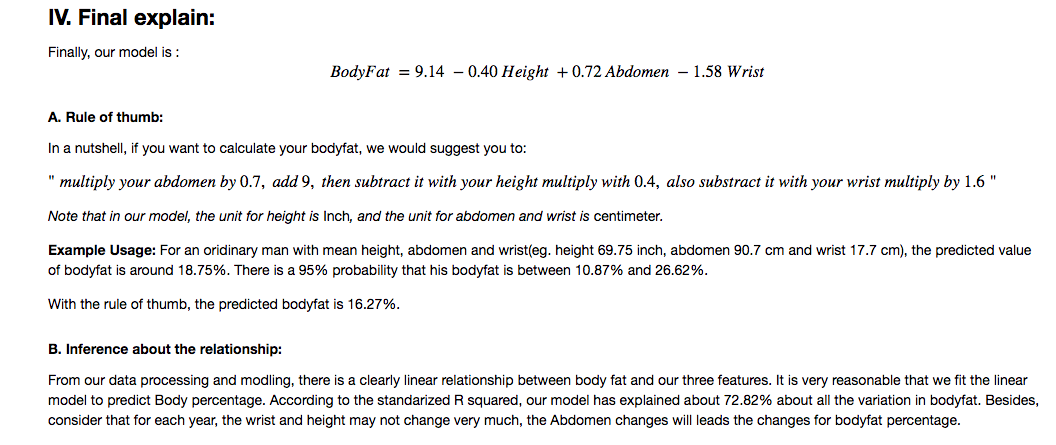 IV. Final explain:
Finally, our model is :
BodyFat = 9.14 − 0.40 Height + 0.72 Abdomen − 1.58 Wrist
A. Rule of thumb:
In a nutshell, if you want to calculate your bodyfat, we would suggest you to:
" multiply your abdomen by 0.7, add 9, then subtract it with your height multiply with 0.4, also substract it with your wrist multiply by 1.6 "
Note that in our model, the unit for height is Inch, and the unit for abdomen and wrist is centimeter.
Example Usage: For an oridinary man with mean height, abdomen and wrist(eg. height 69.75 inch, abdomen 90.7 cm and wrist 17.7 cm), the predicted value
of bodyfat is around 18.75%. There is a 95% probability that his bodyfat is between 10.87% and 26.62%.
With the rule of thumb, the predicted bodyfat is 16.27%.
B. Inference about the relationship:
From our data processing and modling, there is a clearly linear relationship between body fat and our three features. It is very reasonable that we fit the linear
model to predict Body percentage. According to the standarized R squared, our model has explained about 72.82% about all the variation in bodyfat. Besides,
consider that for each year, the wrist and height may not change very much, the Abdomen changes will leads the changes for bodyfat percentage.